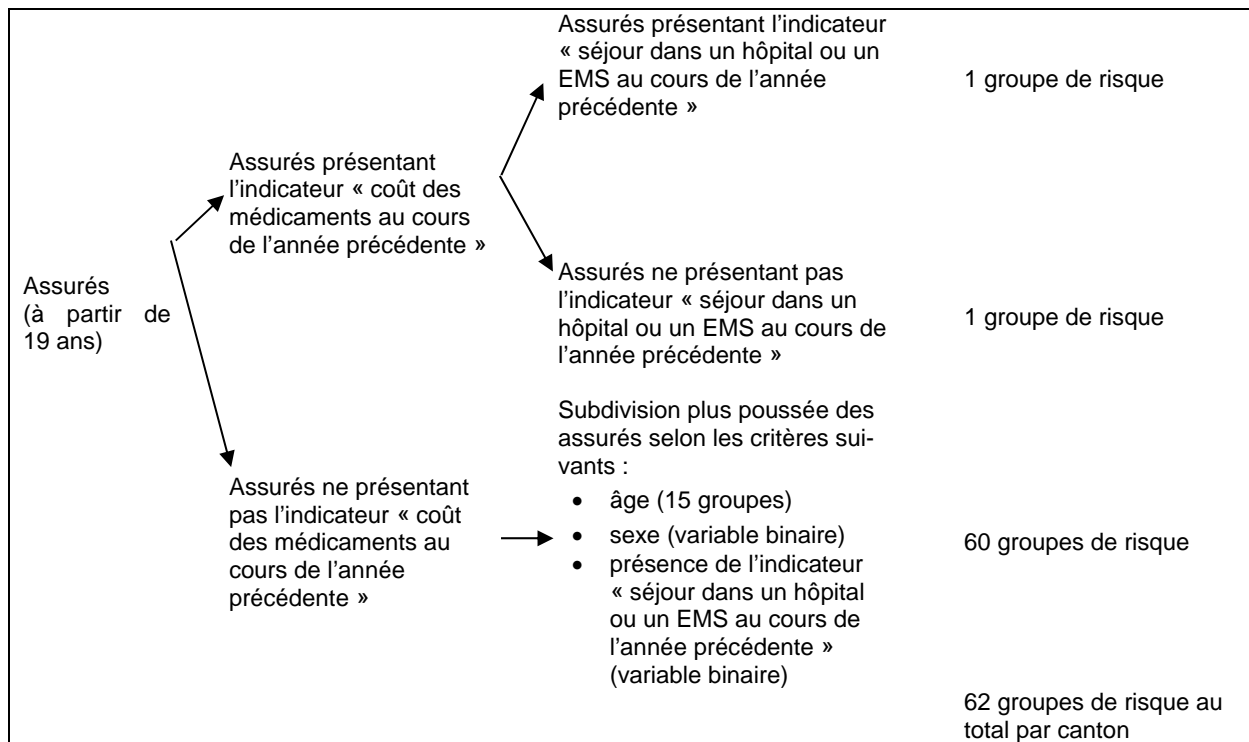 Assurés
(à partir de
19 ans)
Assurés présentant
l'indicateur « coût des
médicaments au cours
de l'année précédente »
Assurés présentant l'indicateur
« séjour dans un hôpital ou un
EMS au cours de l'année
précédente »
1 groupe de risque
Assurés ne présentant pas
l'indicateur « séjour dans un
hôpital ou un EMS au cours de
l'année précédente »
1 groupe de risque
Assurés ne présentant
pas l'indicateur « coût
des médicaments au
cours de l'année
précédente »
Subdivision plus poussée des
assurés selon les critères sui-
vants :
• âge (15 groupes)
• sexe (variable binaire)
• présence de l'indicateur
« séjour dans un hôpital
ou un EMS au cours de
l'année précédente »
(variable binaire)
60 groupes de risque
62 groupes de risque au
total par canton